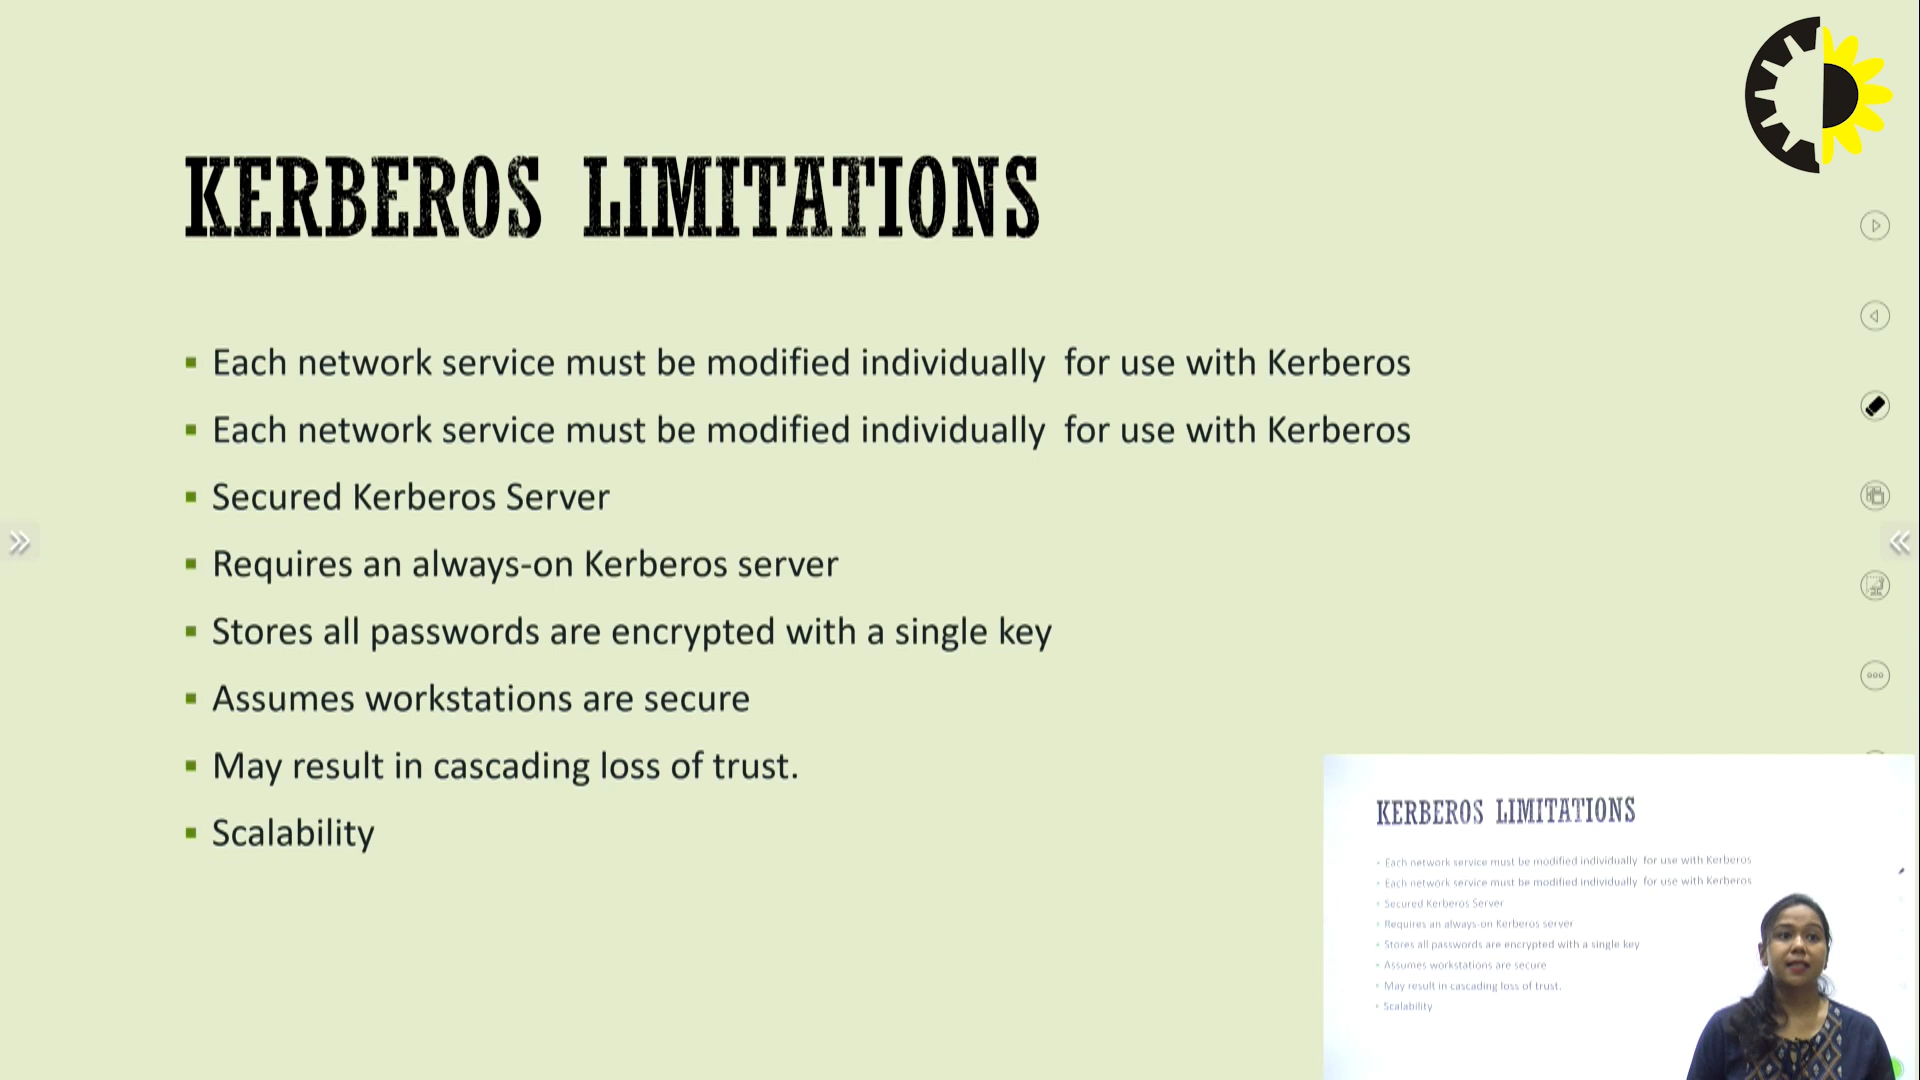 KERBEROS LIMITATIONS
Each network service must be modified individually for use with Kerberos
Each network service must be modified individually for use with Kerberos
Secured Kerberos Server
Requires an always-on Kerberos server
Stores all passwords are encrypted with a single key
Assumes workstations are secure
May result in cascading loss of trust.
Scalability
KERBEROS LIMITATIONS
Each network service must be modified individually for use with Kerberos
Each network service must be modified individually for use with Kerberos
Secured Kerberos Server
Requires an always-on Kerberos server
Stores all passwords are encrypted with a single key
Assumes workstations are secure
May result in cascading loss of trust.
Scalability